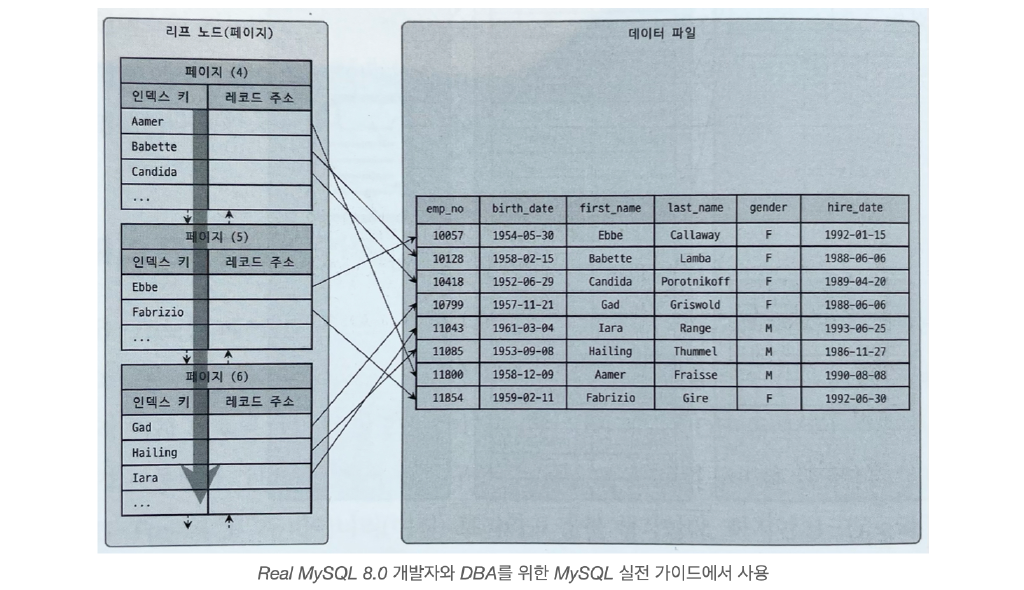 리프 노드(페이지)
페이지 (4)
인덱스 키 레코드 주소
Aamer
Babette
Candida
...
페이지 (5)
인덱스 키 레코드 주소
Ebbe
Fabrizio
...
페이지 (6)
인덱스 키 레코드 주소
Gad
Hailing
Iara
...
데이터 파일
emp_no birth_date first_name last_name gender hire_date
10057 1954-05-30 Ebbe Callaway F 1992-01-15
10128 1958-02-15 Babette Lamba F 1988-06-06
10418 1952-06-29 Candida Porotnikoff F 1989-04-20
10799 1957-11-21 Gad Griswold F 1988-06-06
11043 1961-03-04 Iara Range M 1993-06-25
11085 1953-09-08 Hailing Thummel M 1986-11-27
11800 1958-12-09 Aamer Fraisse M 1990-08-08
11854 1959-02-11 Fabrizio Gire F 1992-06-30
Real MySQL 8.0 개발자와 DBA를 위한 MySQL 실전 가이드에서 사용